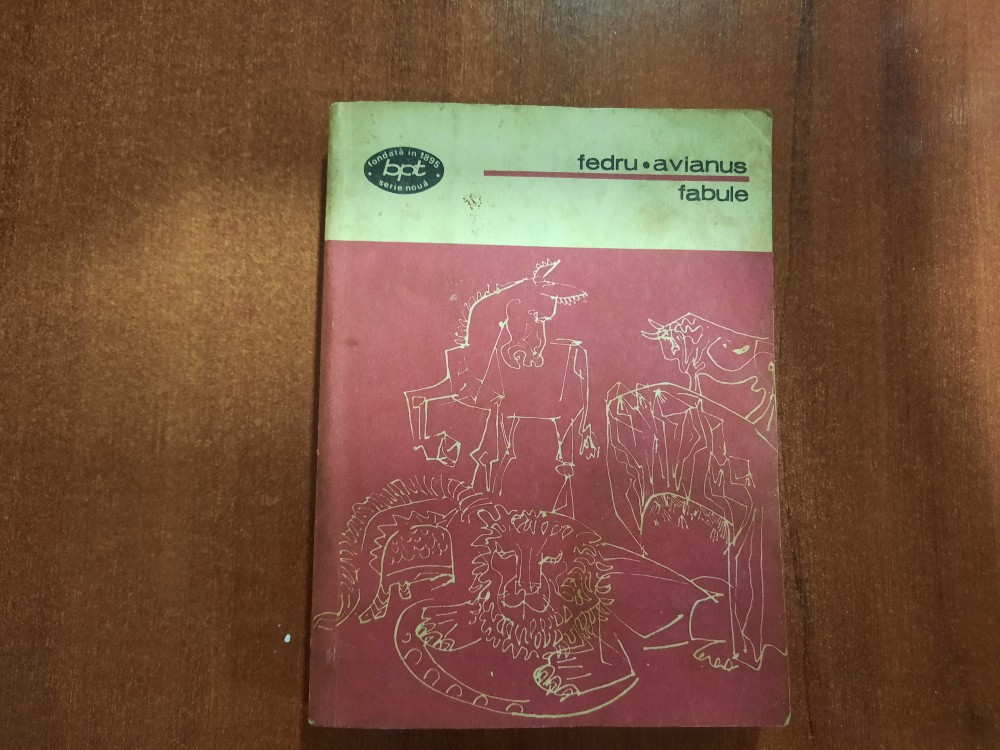 fondată în 1895
bpt
serie nouă
fedru • avianus
fabule